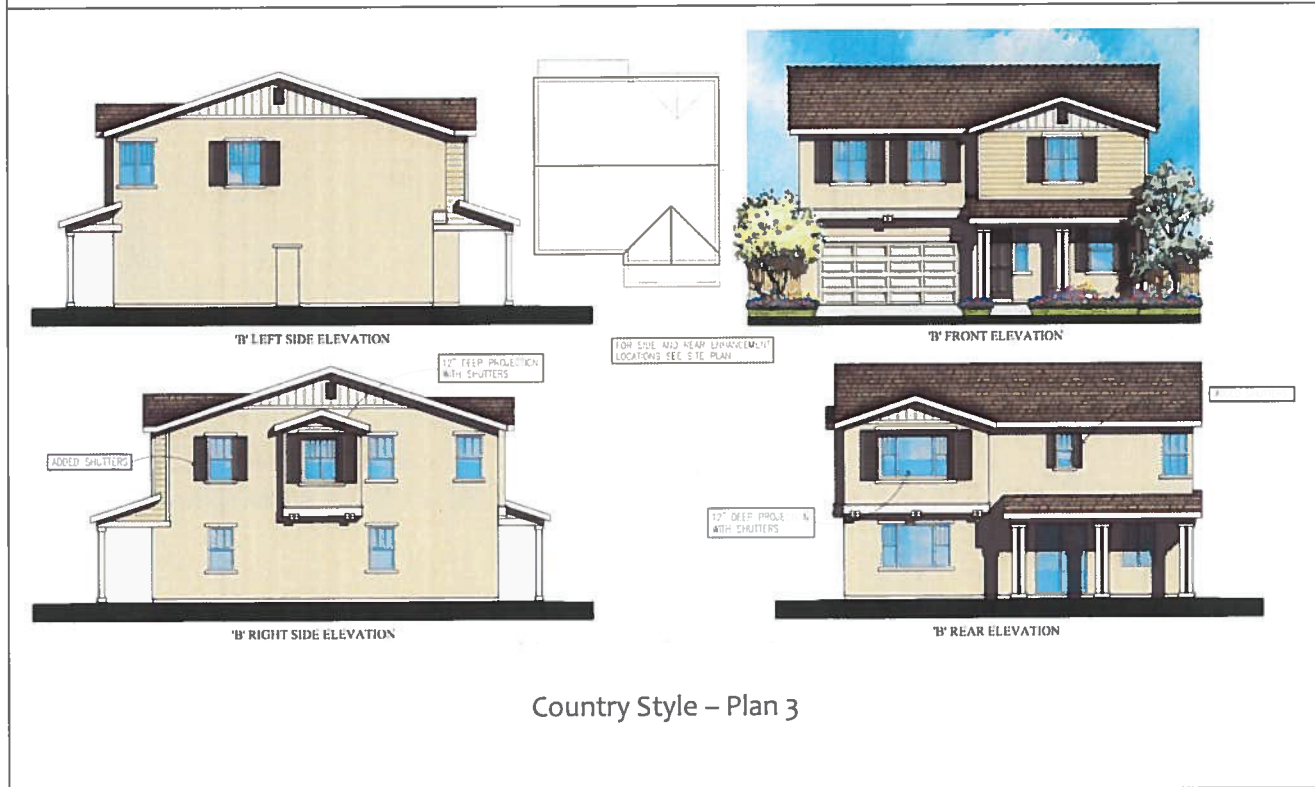 'B' LEFT SIDE ELEVATION
'B' FRONT ELEVATION
FOR SIDE AND REAR ENHANCEMENT
LOCATIONS SEE SITE PLAN
12" DEEP PROJECTION
WITH SHUTTERS
ADDED SHUTTERS
12" DEEP PROJECTION
WITH SHUTTERS
'B' RIGHT SIDE ELEVATION
'B' REAR ELEVATION
Country Style – Plan 3